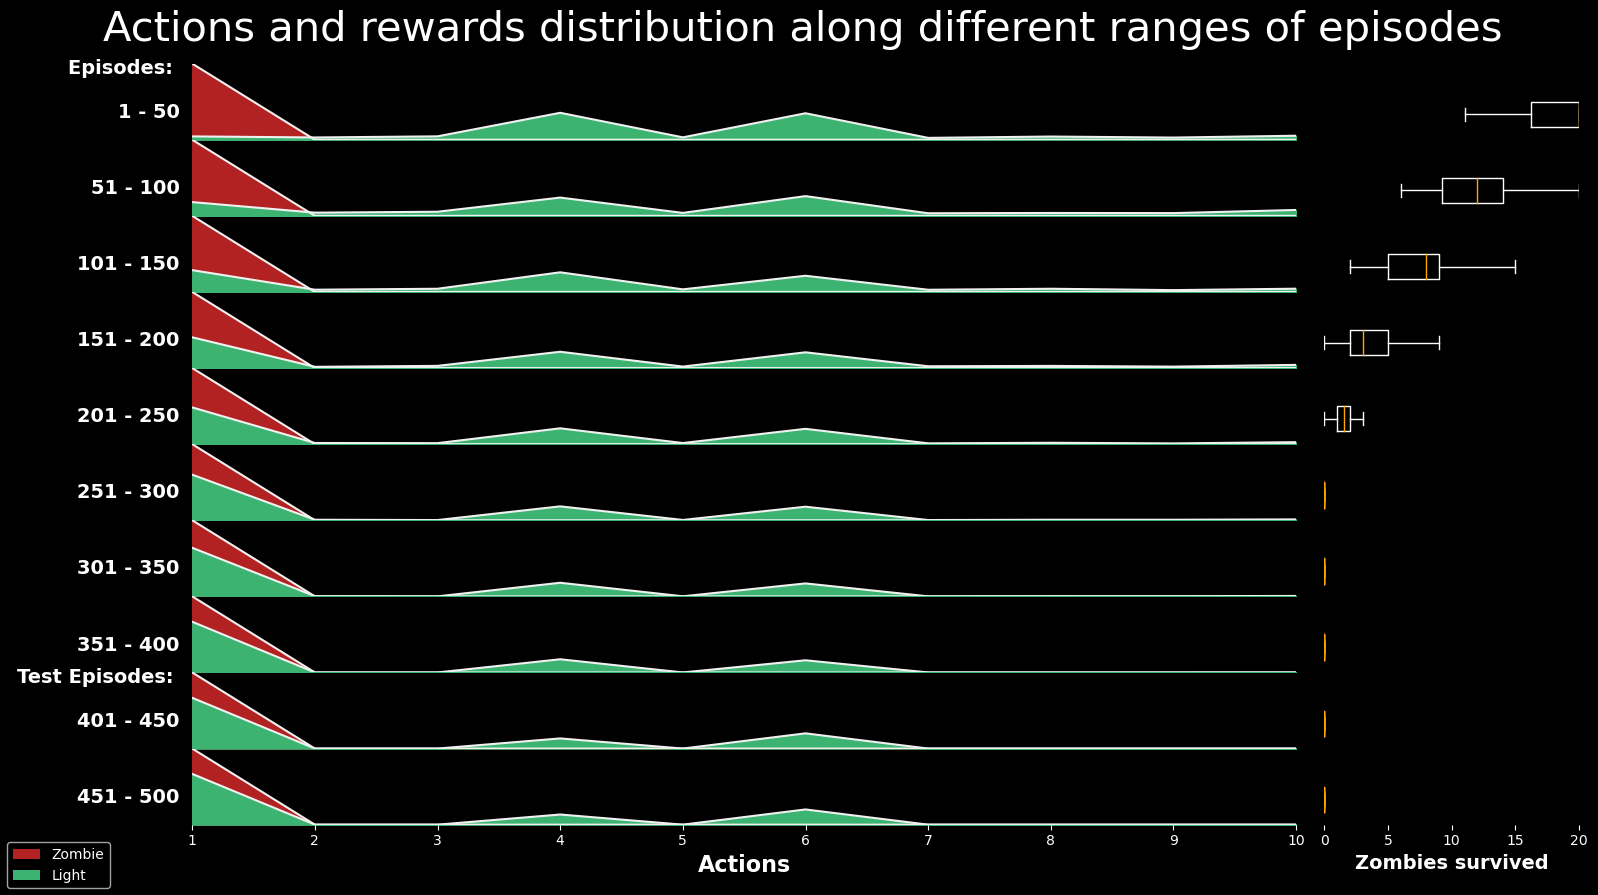 Actions and rewards distribution along different ranges of episodes
Episodes:
1 - 50
51 - 100
101 - 150
151 - 200
201 - 250
251 - 300
301 - 350
351 - 400
Test Episodes:
401 - 450
451 - 500
1 2 3 4 5 6 7 8 9 10
Actions
0 5 10 15 20
Zombies survived
Zombie
Light